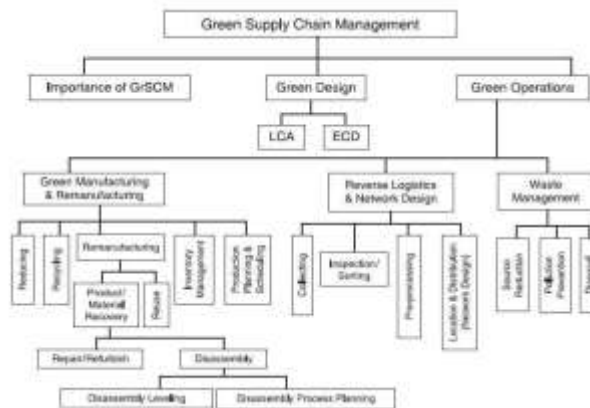 Green Supply Chain Management
Importance of GrSCM
Green Design
Green Operations
LCA
ECD
Green Manufacturing
& Remanufacturing
Reverse Logistics
& Network Design
Waste
Management
Reducing
Recycling
Remanufacturing
Inventory
Management
Production
Planning &
Scheduling
Collecting
Inspection/
Sorting
Preprocessing
Location & Distribution
(Network Design)
Source
Reduction
Pollution
Prevention
Disposal
Product/
Material
Recovery
Reuse
Repair/Refurbish
Disassembly
Disassembly Leveling
Disassembly Process Planning